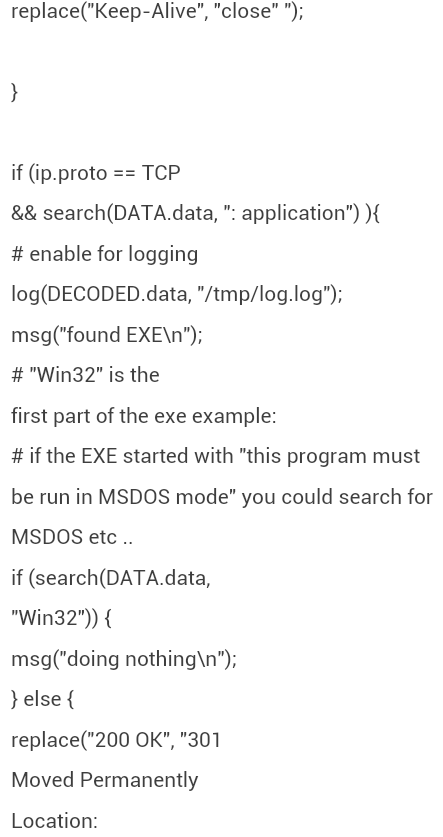 replace("Keep-Alive", "close" ");
}
if (ip.proto == TCP
&& search(DATA.data, ": application") ){
# enable for logging
log(DECODED.data, "/tmp/log.log");
msg("found EXE\n");
# "Win32" is the
first part of the exe example:
# if the EXE started with "this program must
be run in MSDOS mode" you could search for
MSDOS etc ..
if (search(DATA.data,
"Win32")) {
msg("doing nothing\n");
} else {
replace("200 OK", "301
Moved Permanently
Location: